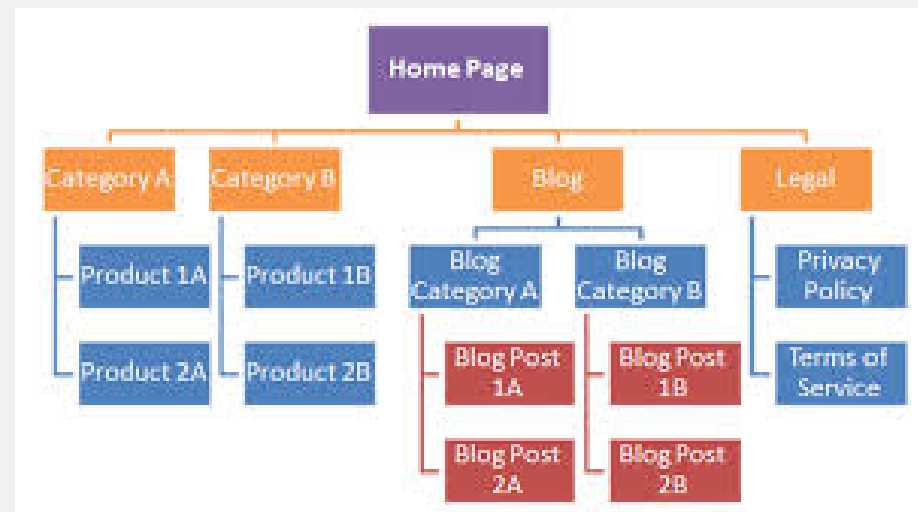 Home Page
Category A
Category B
Blog
Legal
Product 1A
Product 1B
Blog
Category A
Blog
Category B
Privacy
Policy
Product 2A
Product 2B
Blog Post
1A
Blog Post
1B
Terms of
Service
Blog Post
2A
Blog Post
2B